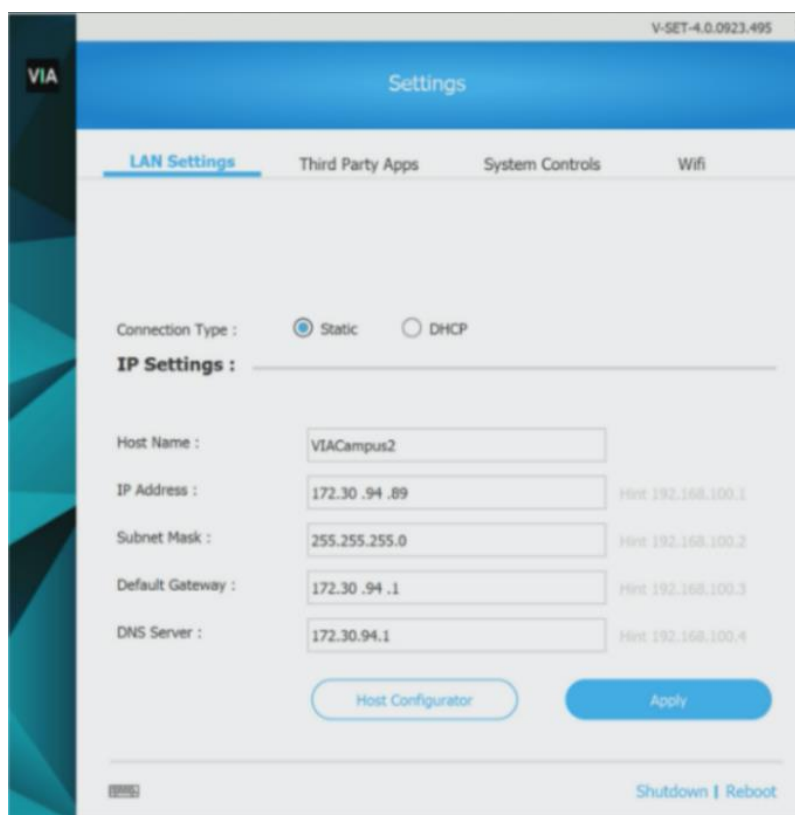 V-SET-4.0.0923.495
VIA
Settings
LAN Settings Third Party Apps System Controls Wifi
Connection Type : Static DHCP
IP Settings :
Host Name : VIACampus2
IP Address : 172.30 .94 .89 Hint 192.168.100.1
Subnet Mask : 255.255.255.0 Hint 192.168.100.2
Default Gateway : 172.30 .94 .1 Hint 192.168.100.3
DNS Server : 172.30.94.1 Hint 192.168.100.4
Host Configurator Apply
Shutdown | Reboot